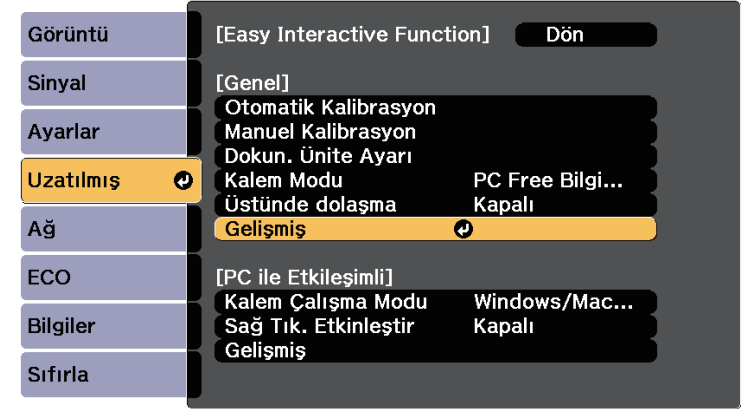 Görüntü
Sinyal
Ayarlar
Uzatılmış
Ağ
ECO
Bilgiler
Sıfırla
[Easy Interactive Function] Dön
[Genel]
Otomatik Kalibrasyon
Manuel Kalibrasyon
Dokun. Ünite Ayarı
Kalem Modu PC Free Bilgi...
Üstünde dolaşma Kapalı
Gelişmiş
[PC ile Etkileşimli]
Kalem Çalışma Modu Windows/Mac...
Sağ Tık. Etkinleştir Kapalı
Gelişmiş